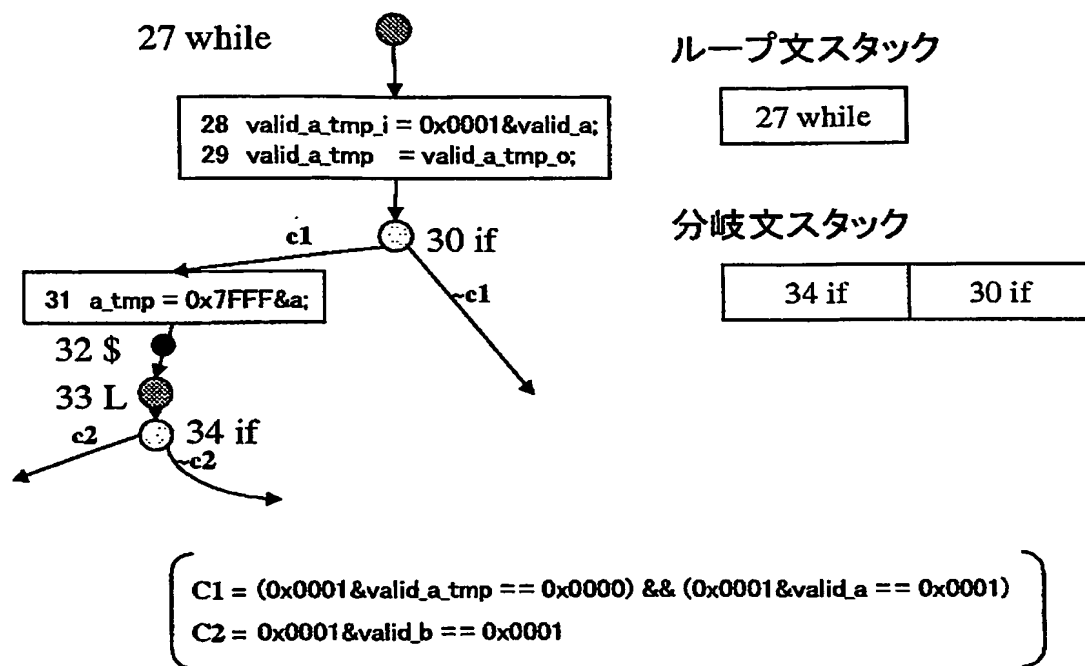 27 while
ループ文スタック
27 while
28 valid_a_tmp_i = 0x0001&valid_a;
29 valid_a_tmp = valid_a_tmp_o;
分岐文スタック
c1
30 if
34 if
30 if
~c1
31 a_tmp = 0x7FFF&a;
32 $
33 L
c2
34 if
~c2
C1 = (0x0001&valid_a_tmp == 0x0000) && (0x0001&valid_a == 0x0001)
C2 = 0x0001&valid_b == 0x0001